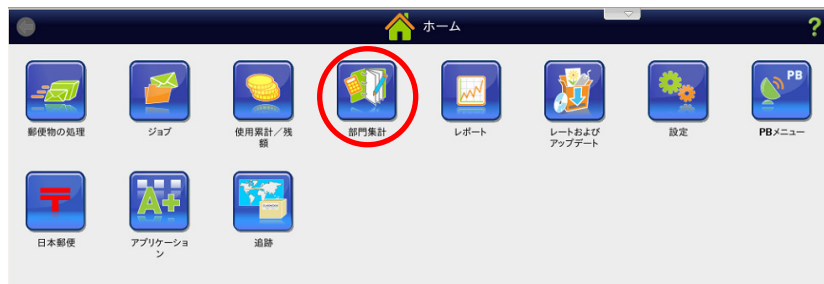 ホーム
?
PB
郵便物の処理
ジョブ
使用累計／残
額
部門集計
レポート
レートおよび
アップデート
設定
PBメニュー
A+
日本郵便
アプリケーショ
ン
追跡